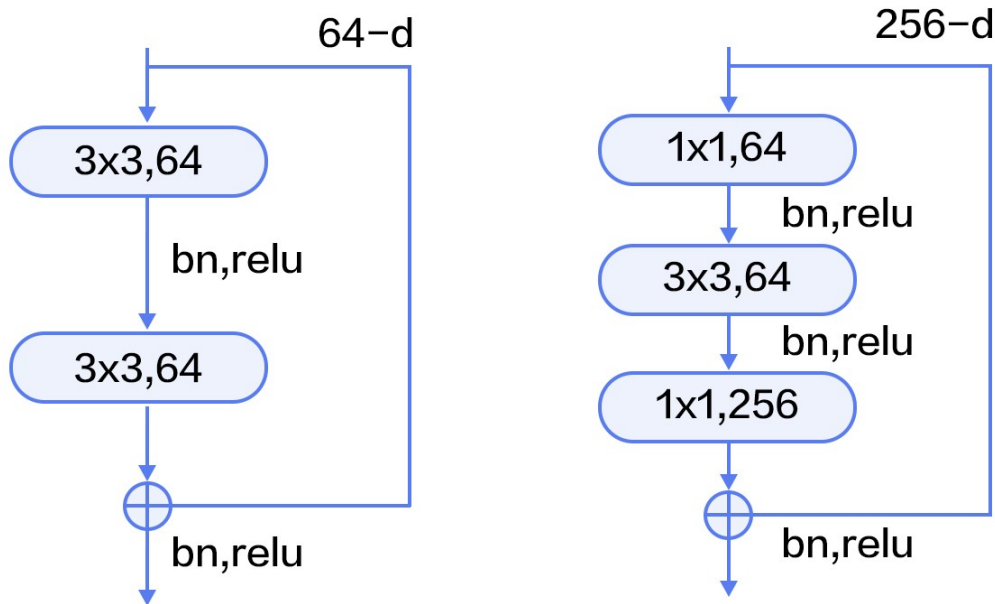 64-d
3x3,64
bn,relu
3x3,64
bn,relu
256-d
1x1,64
bn,relu
3x3,64
bn,relu
1x1,256
bn,relu